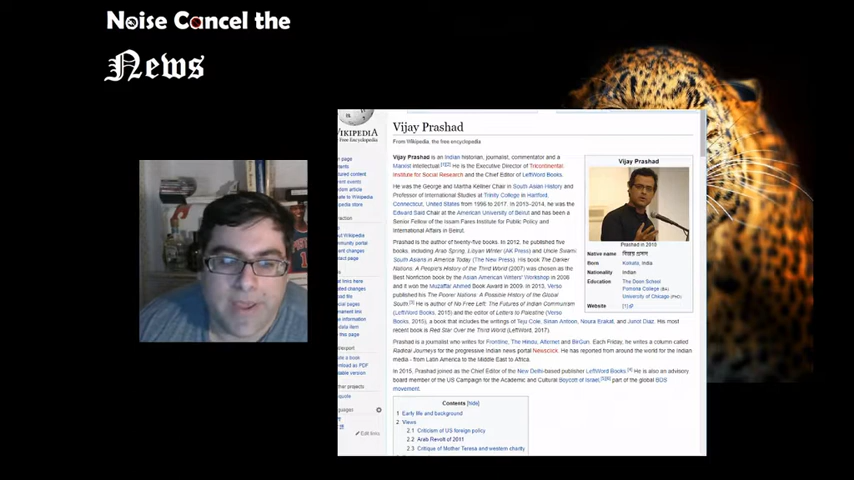 Noise Cancel the
News
WIKIPEDIA
Vijay Prashad
From Wikipedia, the free encyclopedia
Vijay Prashad is an Indian historian, journalist, commentator and a
Marxist intellectual.[1][2] He is the Executive Director of Tricontinental:
Institute for Social Research and the Chief Editor of LeftWord Books.
He was the George and Martha Kellner Chair in South Asian History and
Professor of International Studies at Trinity College in Hartford,
Connecticut, United States from 1996 to 2017. In 2013–2014, he was the
Edward Said Chair at the American University of Beirut and has been a
Senior Fellow of the Issam Fares Institute for Public Policy and
International Affairs in Beirut.
Prashad is the author of twenty-five books. In 2012, he published five
books, including Arab Spring, Libyan Winter (AK Press) and Uncle Swami:
South Asians in America Today (The New Press). His book The Darker
Nations: A People's History of the Third World (2007) was chosen as the
Best Nonfiction book by the Asian American Writers' Workshop in 2008
and it won the Muzaffar Ahmed Book Award in 2009. In 2013, Verso
published his The Poorer Nations: A Possible History of the Global
South.[3] He is author of No Free Left: The Futures of Indian Communism
(LeftWord Books, 2015) and the editor of Letters to Palestine (Verso
Books, 2015), a book that includes the writings of Teju Cole, Sinan Antoon, Noura Erakat, and Junot Diaz. His most
recent book is Red Star Over the Third World (LeftWord, 2017).
Prashad is a journalist who writes for Frontline, The Hindu, Alternet and BirGun. Each Friday, he writes a column called
Radical Journeys for the progressive Indian news portal Newsclick. He has reported from around the world for the Indian
media - from Latin America to the Middle East to Africa.
In 2015, Prashad joined as the Chief Editor of the New Delhi-based publisher LeftWord Books.[4] He is also an advisory
board member of the US Campaign for the Academic and Cultural Boycott of Israel,[5][6] part of the global BDS
movement.
Vijay Prashad
Prashad in 2010
Native name
Born Kolkata, India
Nationality Indian
Education The Doon School
Pomona College (BA)
University of Chicago (PhD)
Website [1]
Contents [hide]
1 Early life and background
2 Views
2.1 Criticism of US foreign policy
2.2 Arab Revolt of 2011
2.3 Critique of Mother Teresa and western charity
Edit links